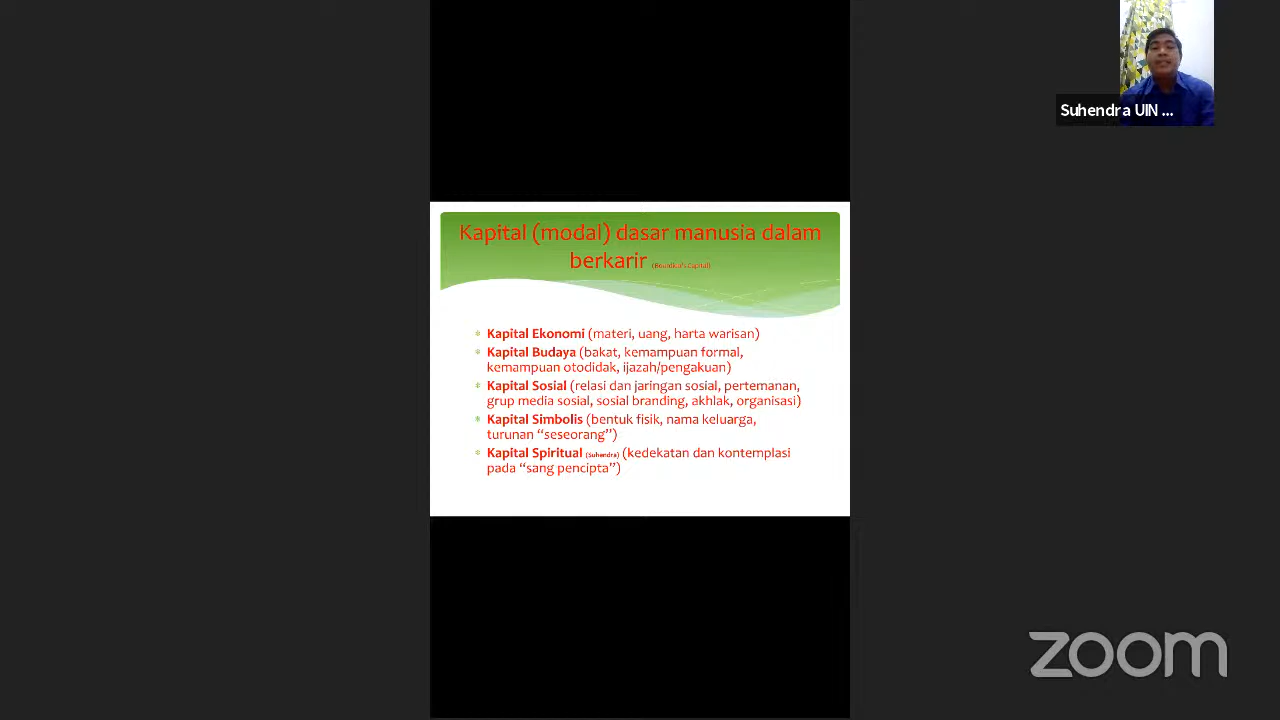 Suhendra UIN ...
Kapital (modal) dasar manusia dalam
berkarir
Kapital Ekonomi (materi, uang, harta warisan)
Kapital Budaya (bakat, kemampuan formal,
kemampuan otodidak, ijazah/pengakuan)
Kapital Sosial (relasi dan jaringan sosial, pertemanan,
grup media sosial, sosial branding, akhlak, organisasi)
Kapital Simbolis (bentuk fisik, nama keluarga,
turunan “seseorang”)
Kapital Spiritual (Suhendra) (kedekatan dan kontemplasi
pada “sang pencipta”)
zoom